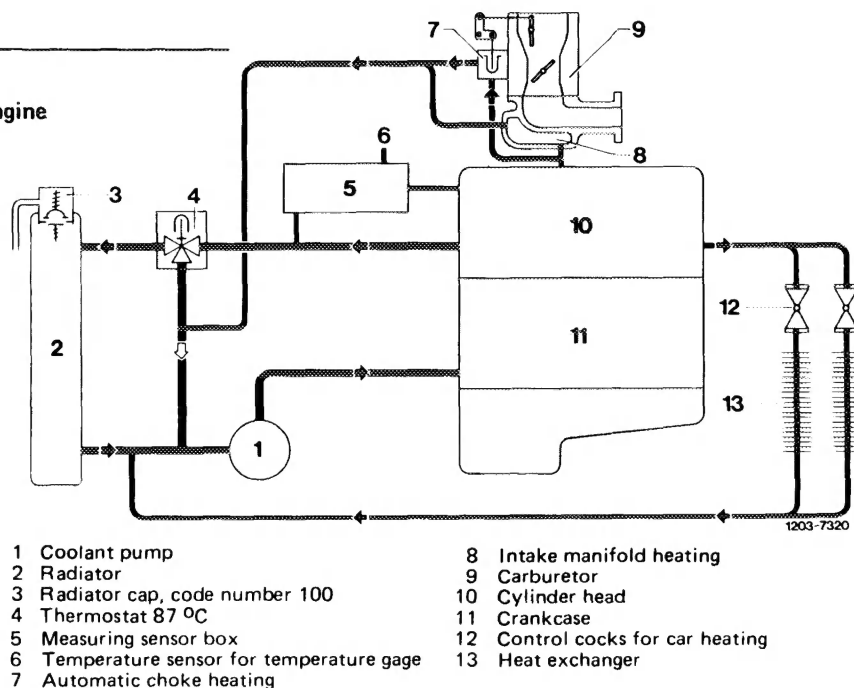 ngine
7
9
6
8
3
4
5
10
12
2
11
13
1
1203-7320
1 Coolant pump
2 Radiator
3 Radiator cap, code number 100
4 Thermostat 87 °C
5 Measuring sensor box
6 Temperature sensor for temperature gage
7 Automatic choke heating
8 Intake manifold heating
9 Carburetor
10 Cylinder head
11 Crankcase
12 Control cocks for car heating
13 Heat exchanger